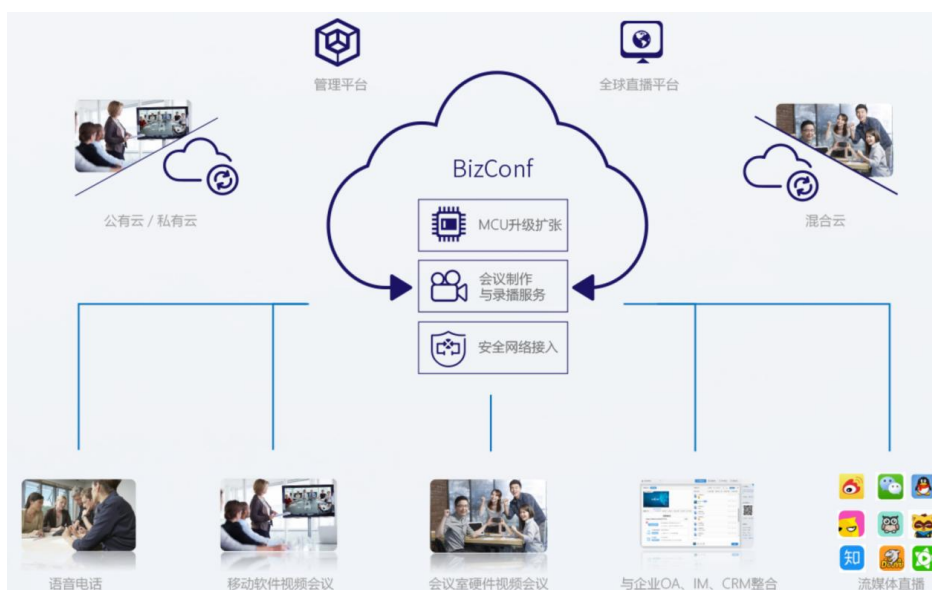 管理平台
全球直播平台
BizConf
公有云 / 私有云
混合云
MCU升级扩张
会议制作
与录播服务
安全网络接入
知
语音电话
移动软件视频会议
会议室硬件视频会议
与企业OA、IM、CRM整合
流媒体直播